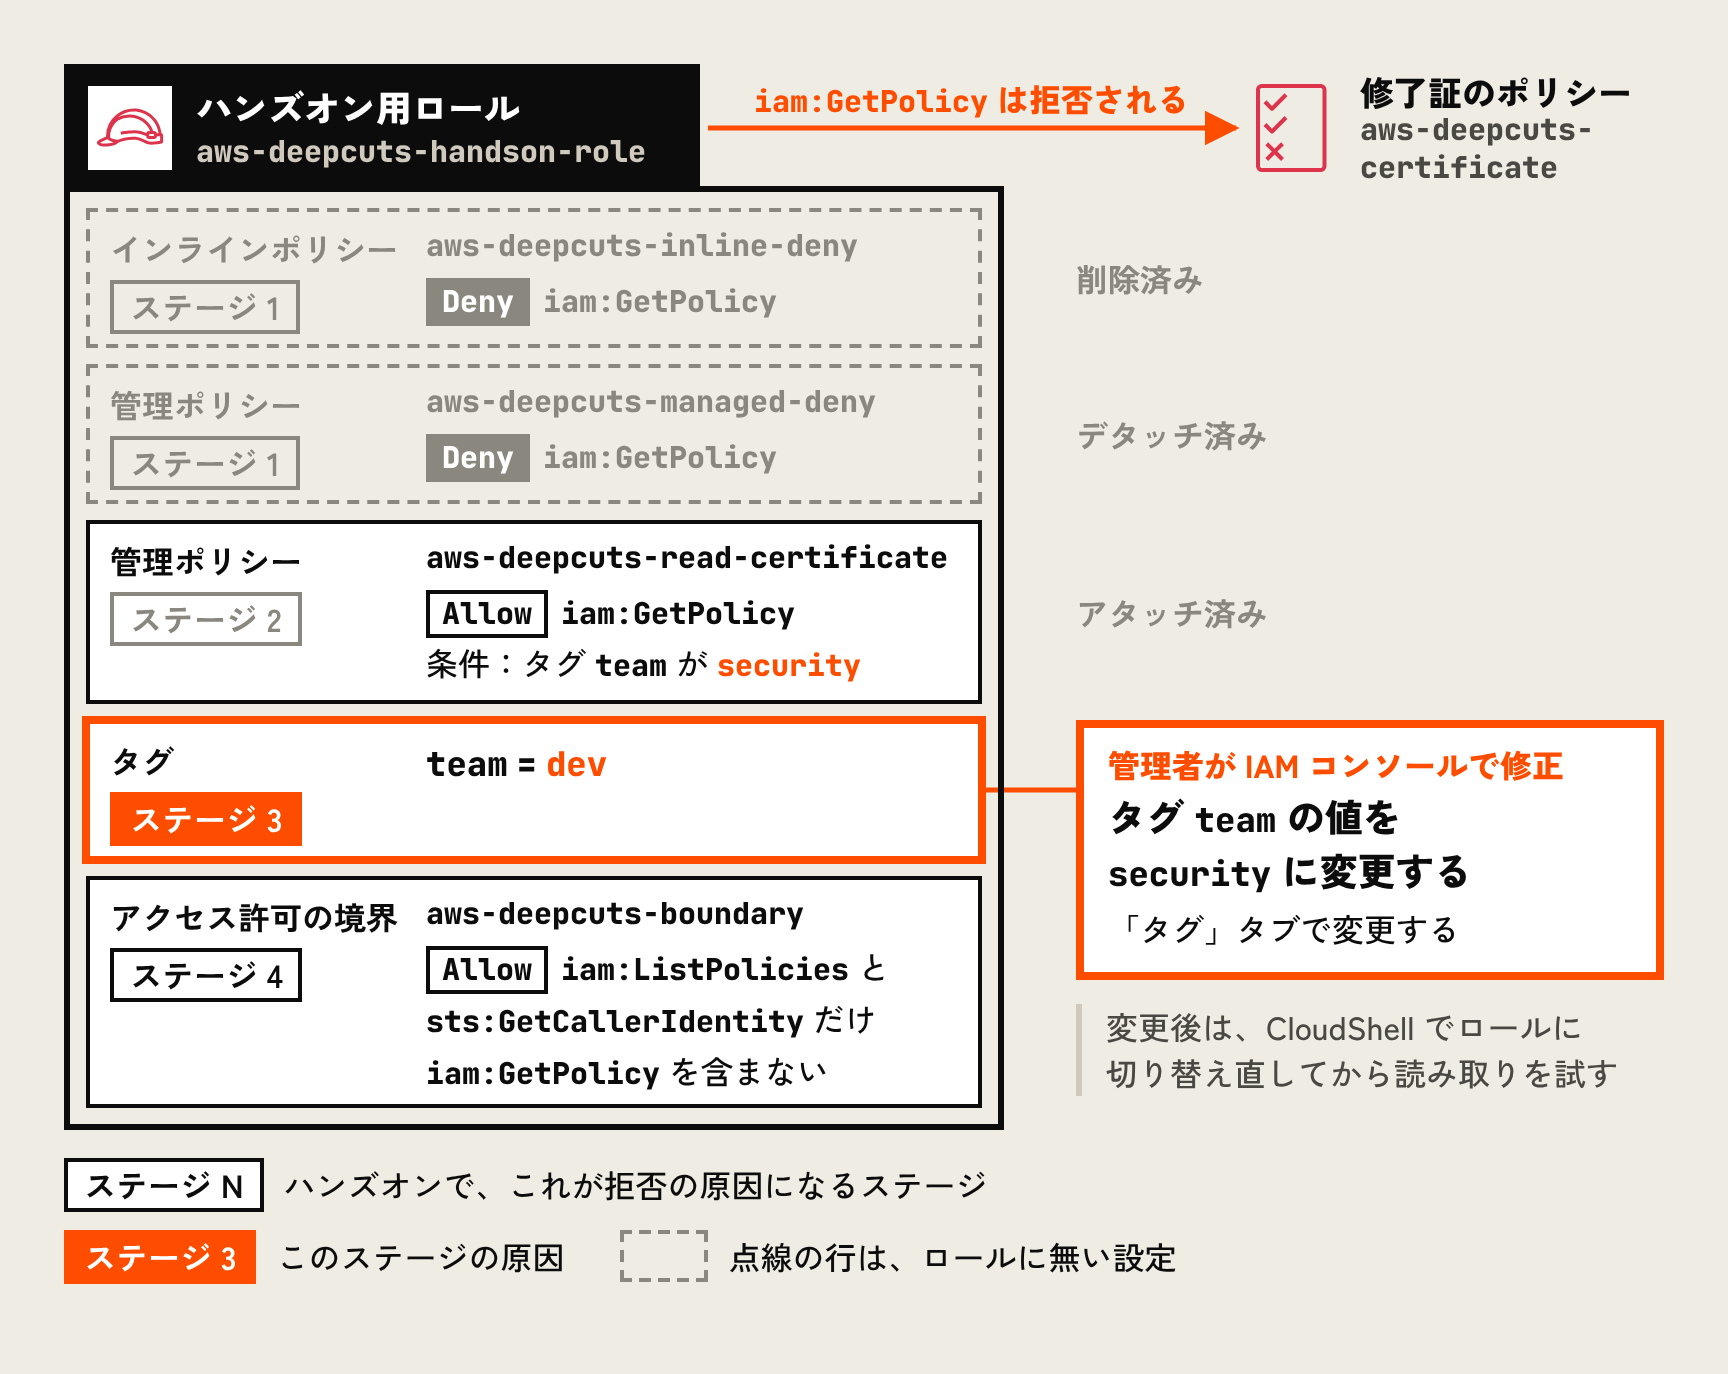 ハンズオン用ロール
aws-deepcuts-handson-role
iam:GetPolicy は拒否される
修了証のポリシー
aws-deepcuts-
certificate
インラインポリシー
ステージ 1
aws-deepcuts-inline-deny
Deny iam:GetPolicy
削除済み
管理ポリシー
ステージ 1
aws-deepcuts-managed-deny
Deny iam:GetPolicy
デタッチ済み
管理ポリシー
ステージ 2
aws-deepcuts-read-certificate
Allow iam:GetPolicy
条件：タグ team が security
アタッチ済み
タグ
ステージ 3
team = dev
管理者が IAM コンソールで修正
タグ team の値を
security に変更する
「タグ」タブで変更する
アクセス許可の境界
ステージ 4
aws-deepcuts-boundary
Allow iam:ListPolicies と
sts:GetCallerIdentity だけ
iam:GetPolicy を含まない
変更後は、CloudShell でロールに
切り替え直してから読み取りを試す
ステージ N ハンズオンで、これが拒否の原因になるステージ
ステージ 3 このステージの原因 点線の行は、ロールに無い設定